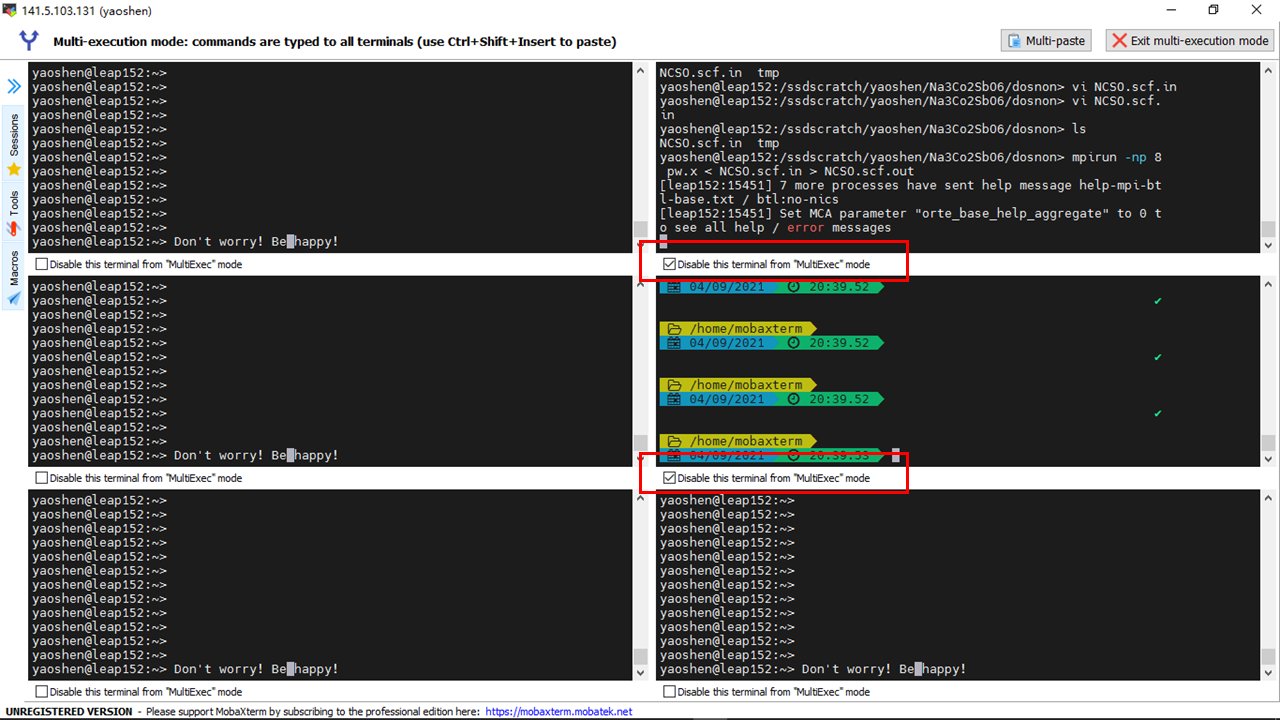 141.5.103.131 (yaoshen)
Multi-execution mode: commands are typed to all terminals (use Ctrl+Shift+Insert to paste)
Multi-paste
Exit multi-execution mode
Sessions
Tools
Macros
yaoshen@leap152:~>
yaoshen@leap152:~>
yaoshen@leap152:~>
yaoshen@leap152:~>
yaoshen@leap152:~>
yaoshen@leap152:~>
yaoshen@leap152:~>
yaoshen@leap152:~>
yaoshen@leap152:~>
yaoshen@leap152:~>
yaoshen@leap152:~>
yaoshen@leap152:~>
yaoshen@leap152:~> Don't worry! Be happy!
Disable this terminal from "MultiExec" mode
NCSO.scf.in  tmp
yaoshen@leap152:/ssdscratch/yaoshen/Na3Co2SbO6/dosnon> vi NCSO.scf.in
yaoshen@leap152:/ssdscratch/yaoshen/Na3Co2SbO6/dosnon> vi NCSO.scf.
in
yaoshen@leap152:/ssdscratch/yaoshen/Na3Co2SbO6/dosnon> ls
NCSO.scf.in  tmp
yaoshen@leap152:/ssdscratch/yaoshen/Na3Co2SbO6/dosnon> mpirun -np 8
 pw.x < NCSO.scf.in > NCSO.scf.out
[leap152:15451] 7 more processes have sent help message help-mpi-bt
l-base.txt / btl:no-nics
[leap152:15451] Set MCA parameter "orte_base_help_aggregate" to 0 t
o see all help / error messages
Disable this terminal from "MultiExec" mode
yaoshen@leap152:~>
yaoshen@leap152:~>
yaoshen@leap152:~>
yaoshen@leap152:~>
yaoshen@leap152:~>
yaoshen@leap152:~>
yaoshen@leap152:~>
yaoshen@leap152:~>
yaoshen@leap152:~>
yaoshen@leap152:~>
yaoshen@leap152:~>
yaoshen@leap152:~>
yaoshen@leap152:~> Don't worry! Be happy!
Disable this terminal from "MultiExec" mode
04/09/2021 20:39.52
✔
/home/mobaxterm
04/09/2021 20:39.52
✔
/home/mobaxterm
04/09/2021 20:39.52
✔
/home/mobaxterm
04/09/2021 20:39.53
Disable this terminal from "MultiExec" mode
yaoshen@leap152:~>
yaoshen@leap152:~>
yaoshen@leap152:~>
yaoshen@leap152:~>
yaoshen@leap152:~>
yaoshen@leap152:~>
yaoshen@leap152:~>
yaoshen@leap152:~>
yaoshen@leap152:~>
yaoshen@leap152:~>
yaoshen@leap152:~>
yaoshen@leap152:~>
yaoshen@leap152:~> Don't worry! Be happy!
Disable this terminal from "MultiExec" mode
yaoshen@leap152:~>
yaoshen@leap152:~>
yaoshen@leap152:~>
yaoshen@leap152:~>
yaoshen@leap152:~>
yaoshen@leap152:~>
yaoshen@leap152:~>
yaoshen@leap152:~>
yaoshen@leap152:~>
yaoshen@leap152:~>
yaoshen@leap152:~>
yaoshen@leap152:~>
yaoshen@leap152:~> Don't worry! Be happy!
Disable this terminal from "MultiExec" mode
UNREGISTERED VERSION - Please support MobaXterm by subscribing to the professional edition here: https://mobaxterm.mobatek.net